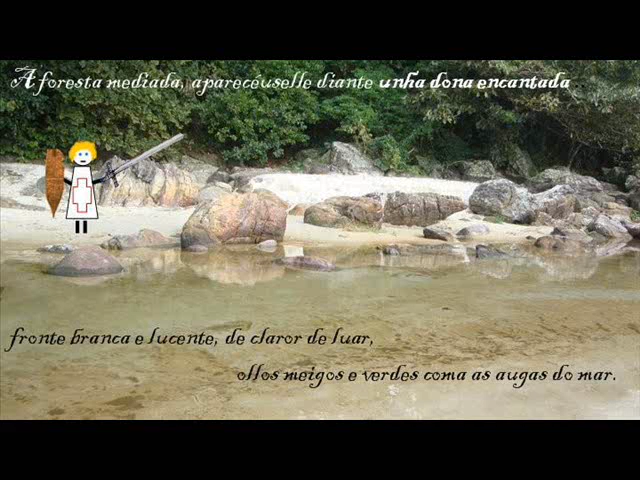 A foresta mediada, aparecéuselle diante unha dona encantada
fronte branca e lucente, de claror de luar,
ollos meigos e verdes coma as augas do mar.